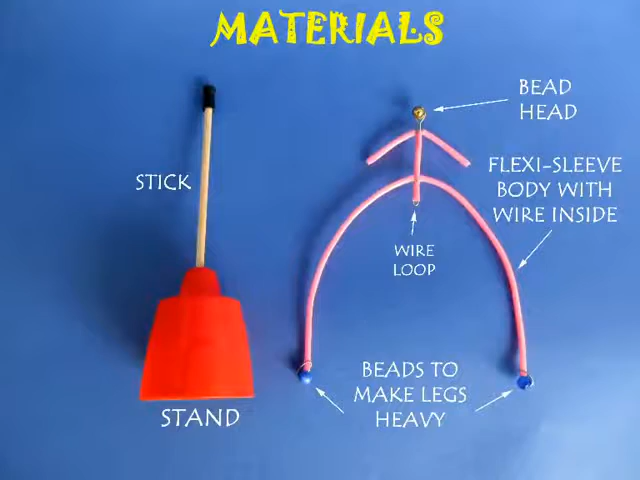 MATERIALS
BEAD
HEAD
STICK
FLEXI-SLEEVE
BODY WITH
WIRE INSIDE
WIRE
LOOP
BEADS TO
MAKE LEGS
HEAVY
STAND